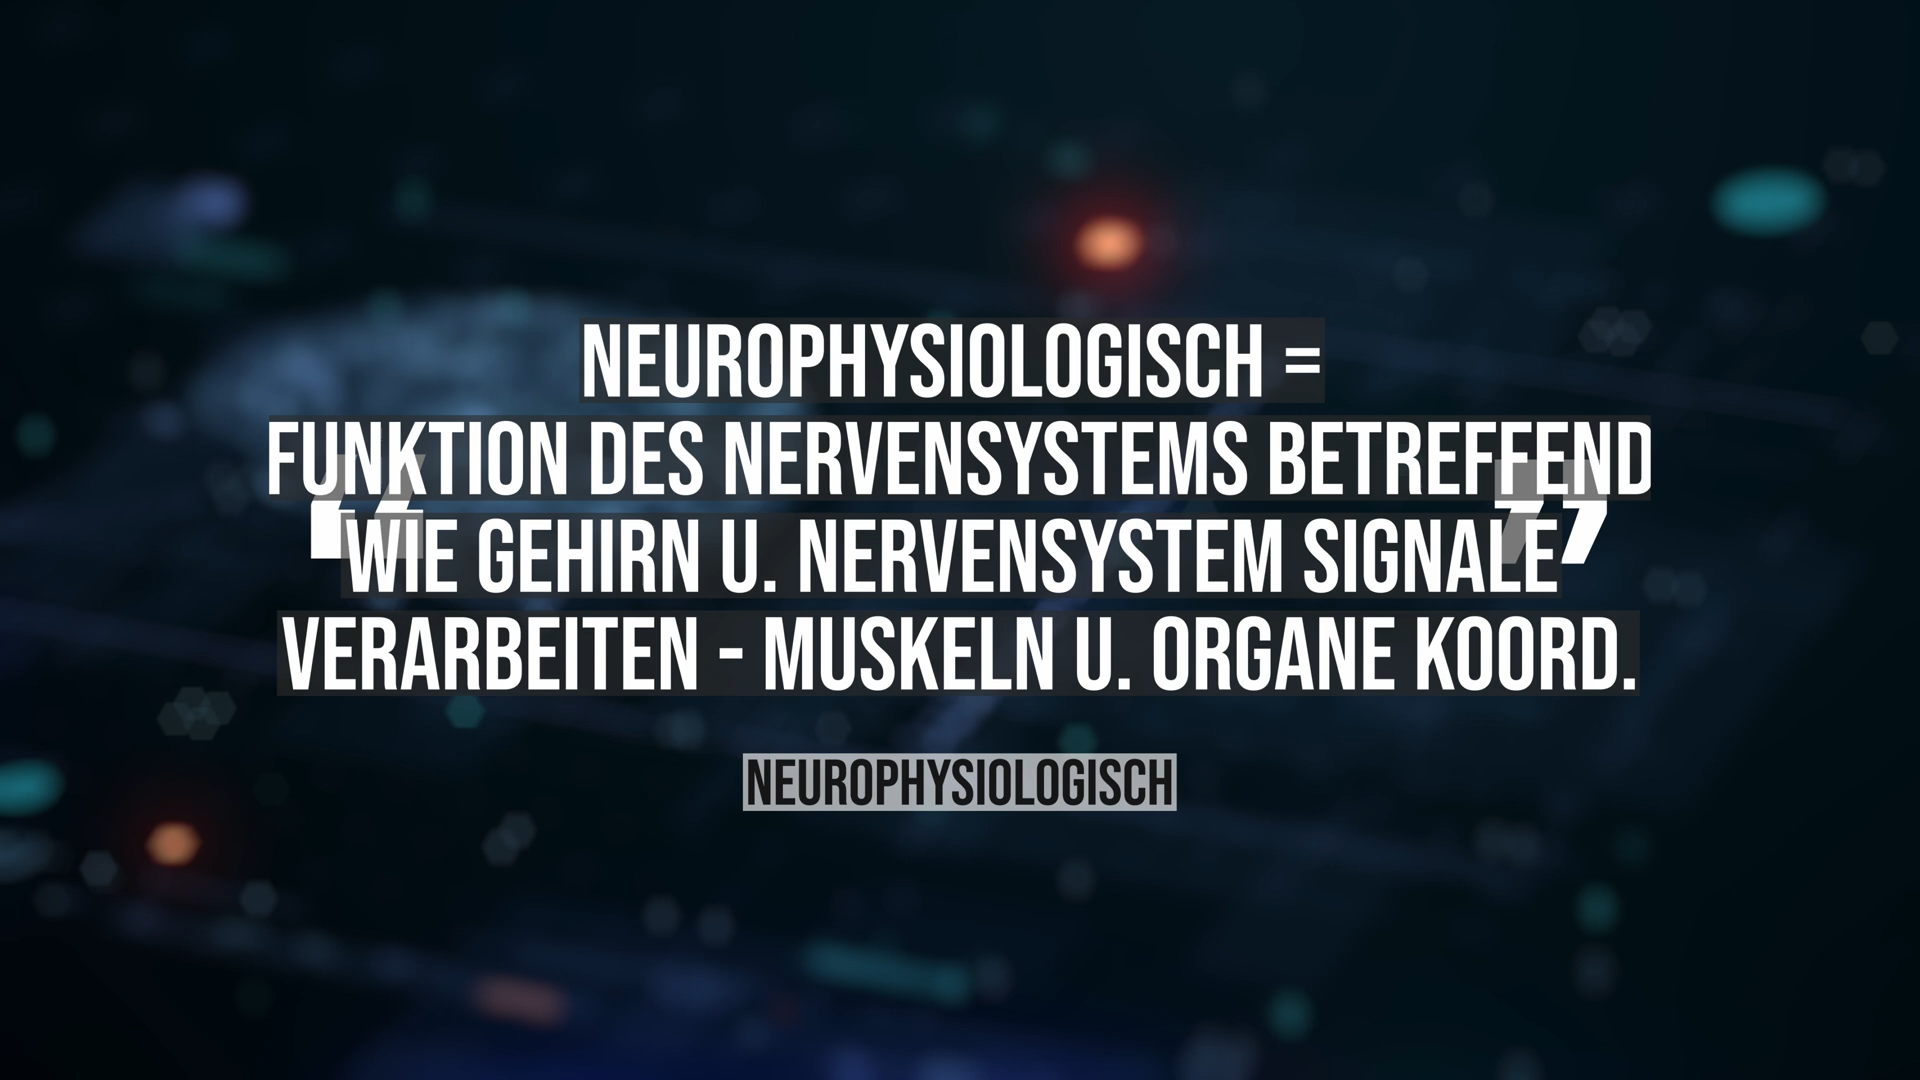 NEUROPHYSIOLOGISCH =
FUNKTION DES NERVENSYSTEMS BETREFFEND
WIE GEHIRN U. NERVENSYSTEM SIGNALE
VERARBEITEN - MUSKELN U. ORGANE KOORD.
NEUROPHYSIOLOGISCH